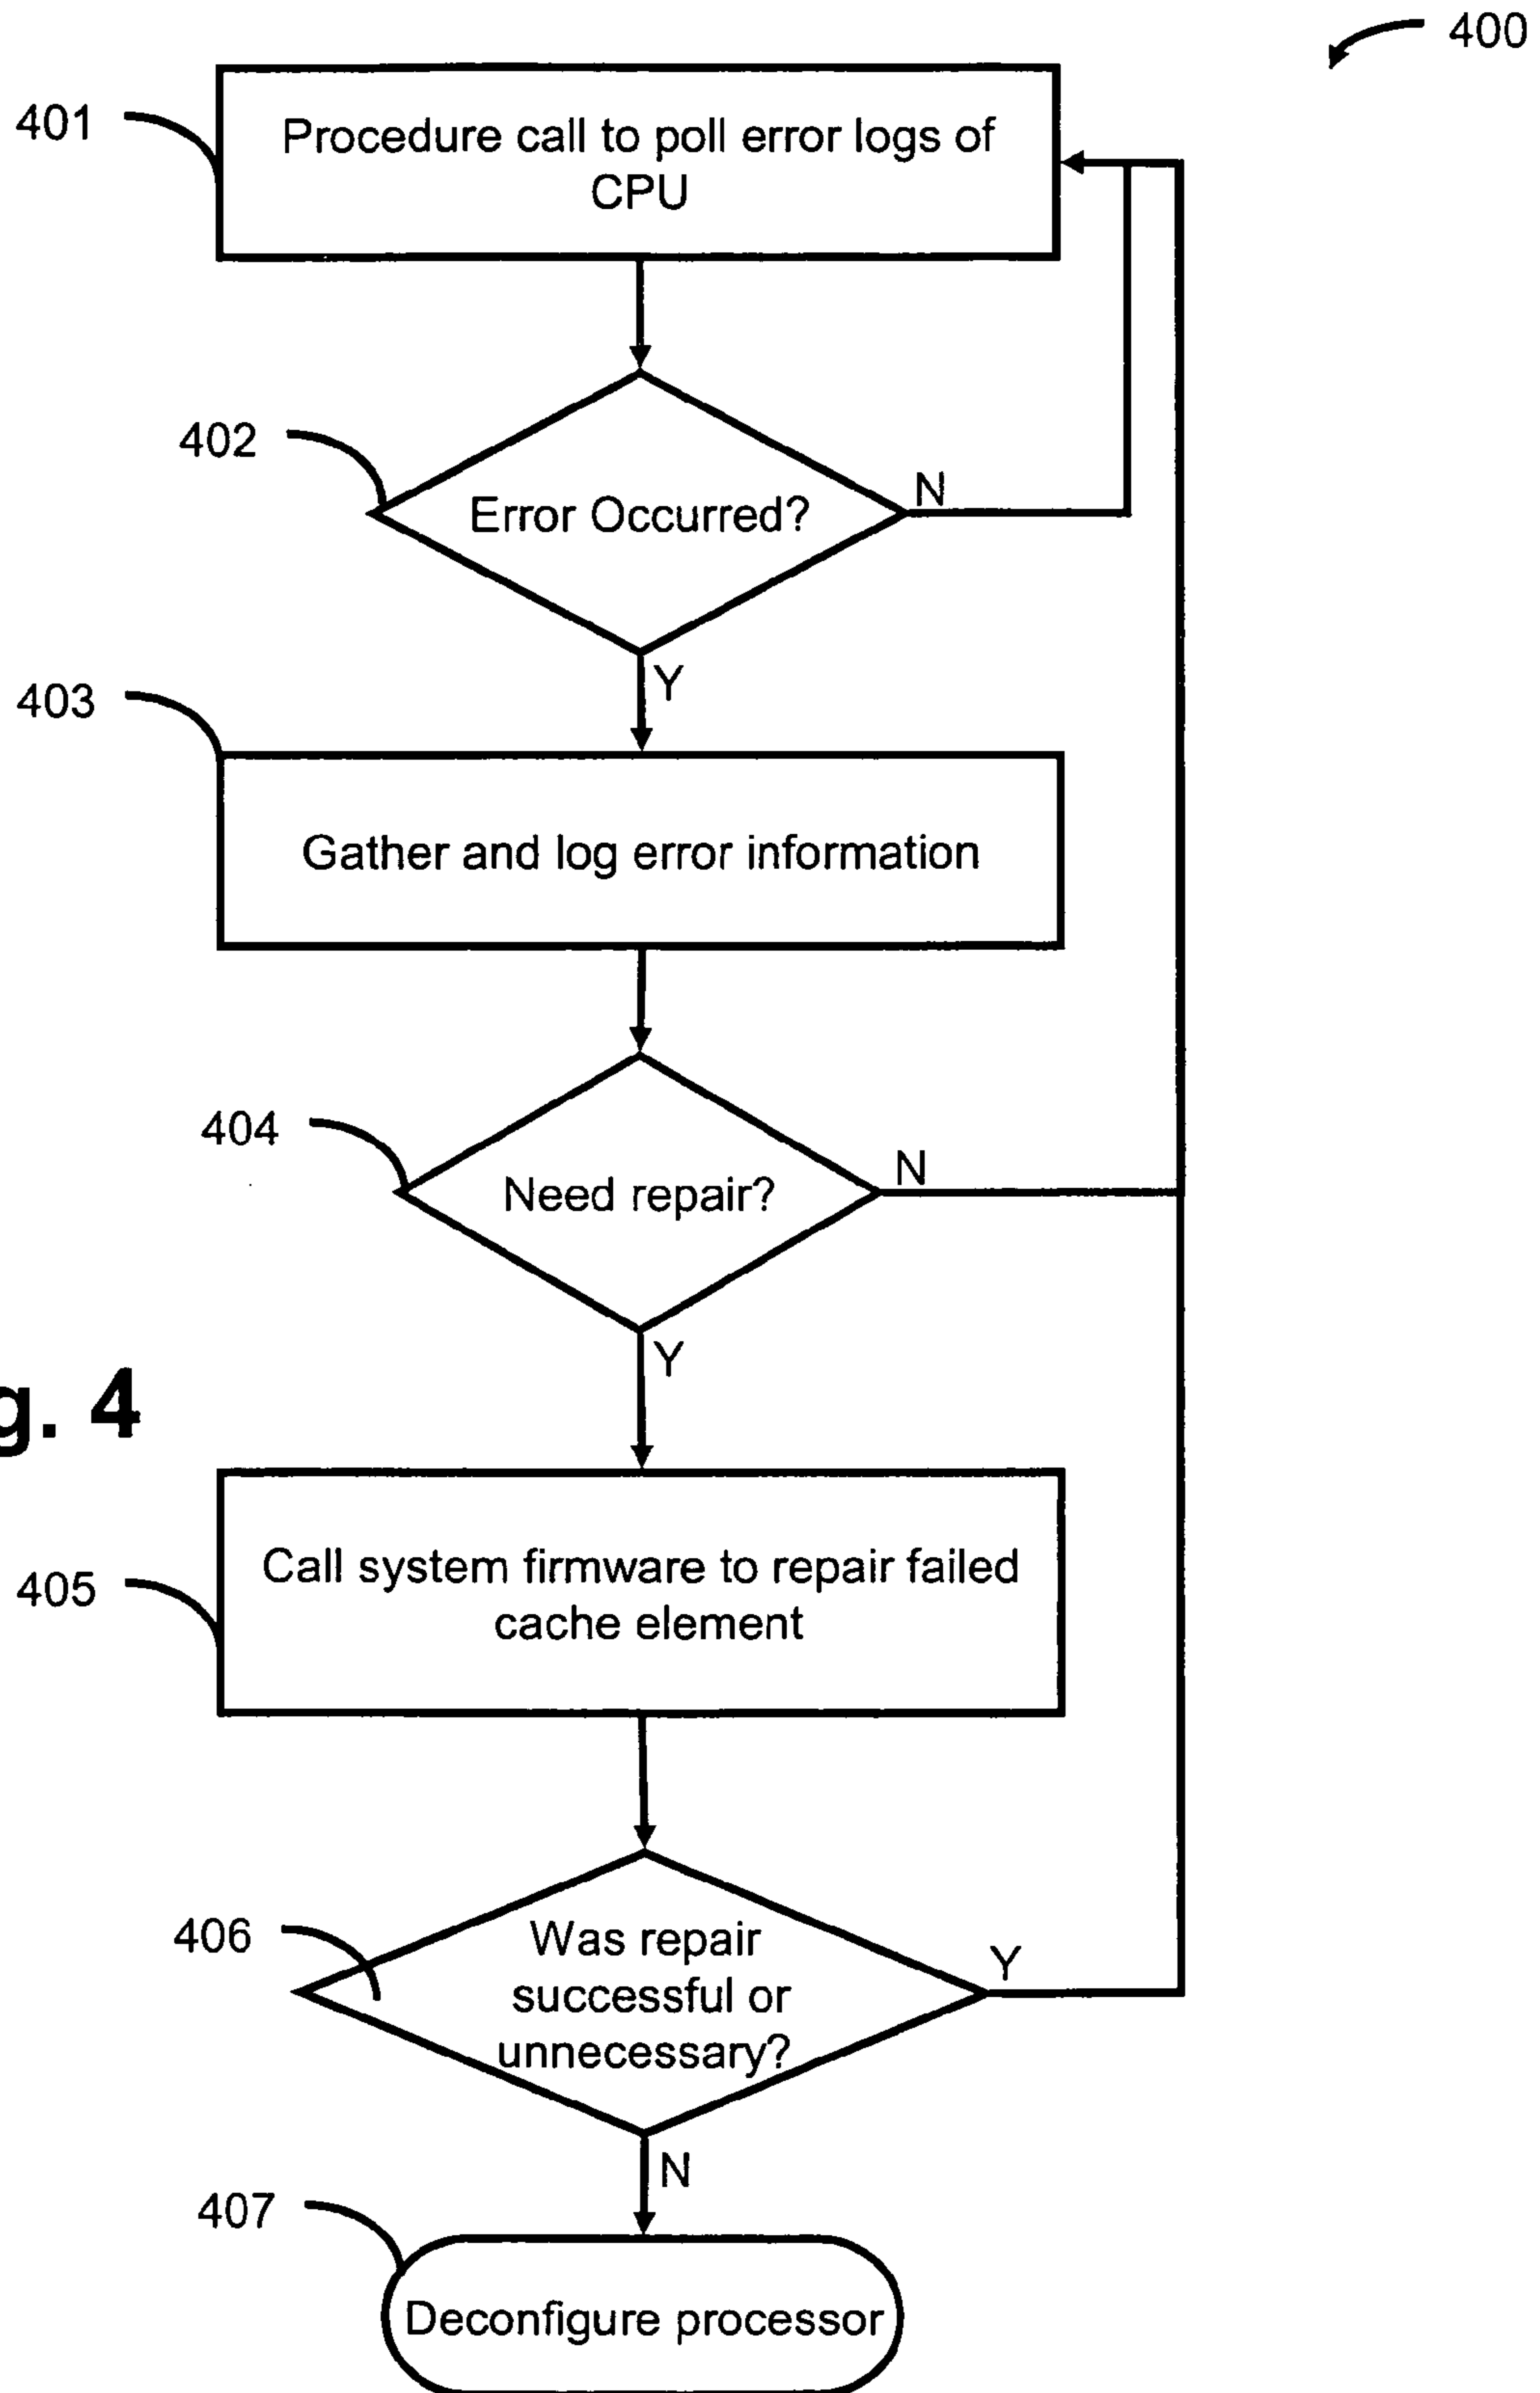 400
401
Procedure call to poll error logs of
CPU
402
Error Occurred?
N
Y
403
Gather and log error information
404
Need repair?
N
Y
g. 4
405
Call system firmware to repair failed
cache element
406
Was repair
successful or
unnecessary?
Y
N
407
Deconfigure processor